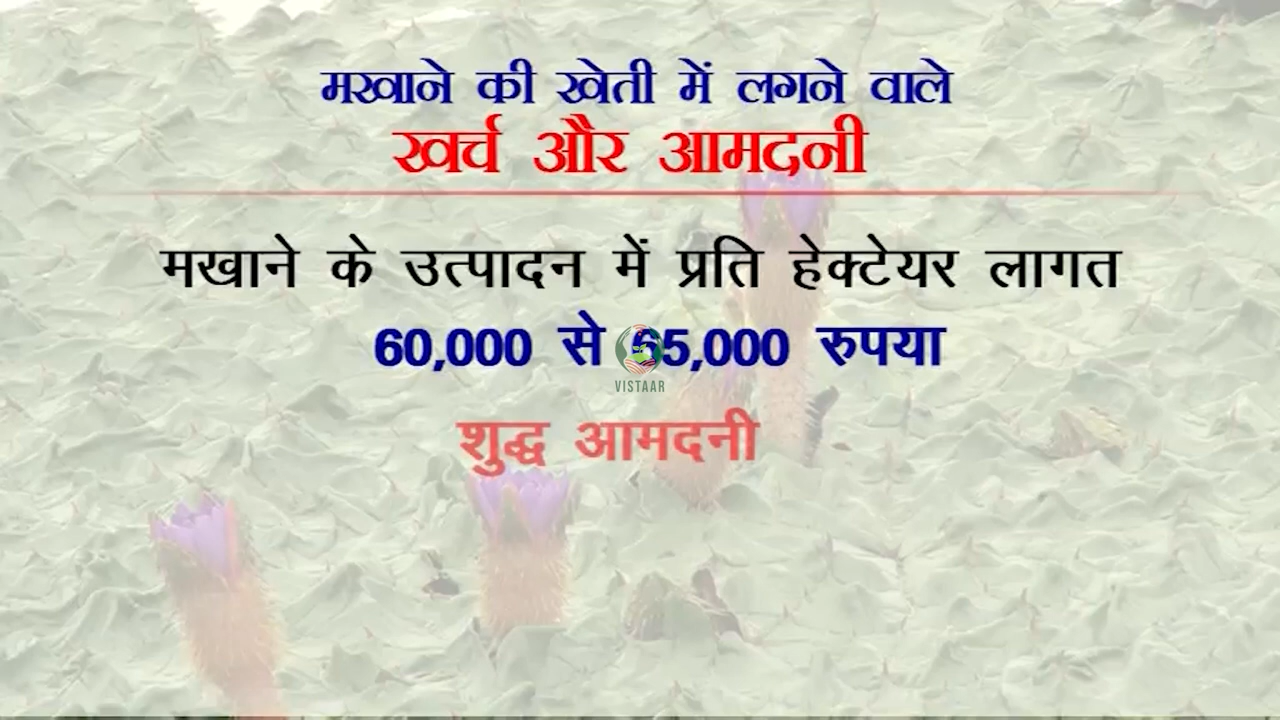 मखाने की खेती में लगने वाले
खर्च और आमदनी
मखाने के उत्पादन में प्रति हेक्टेयर लागत
60,000 से 65,000 रुपया
VISTAAR
शुद्ध आमदनी